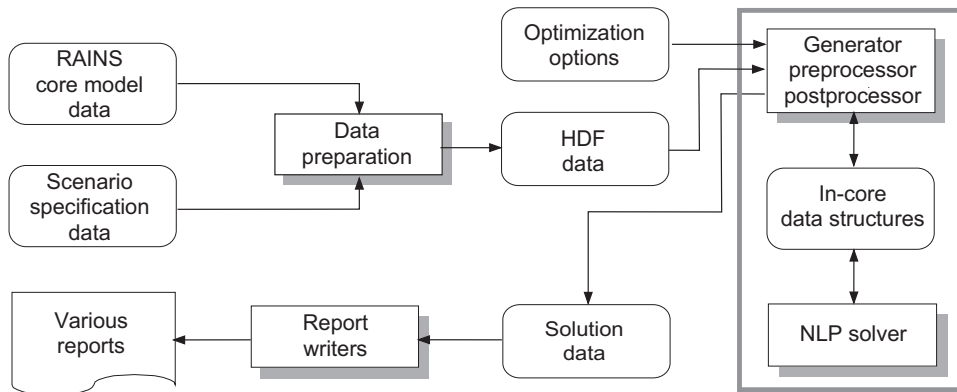 RAINS
core model
data
Scenario
specification
data
Data
preparation
Optimization
options
HDF
data
Generator
preprocessor
postprocessor
In-core
data structures
NLP solver
Solution
data
Report
writers
Various
reports